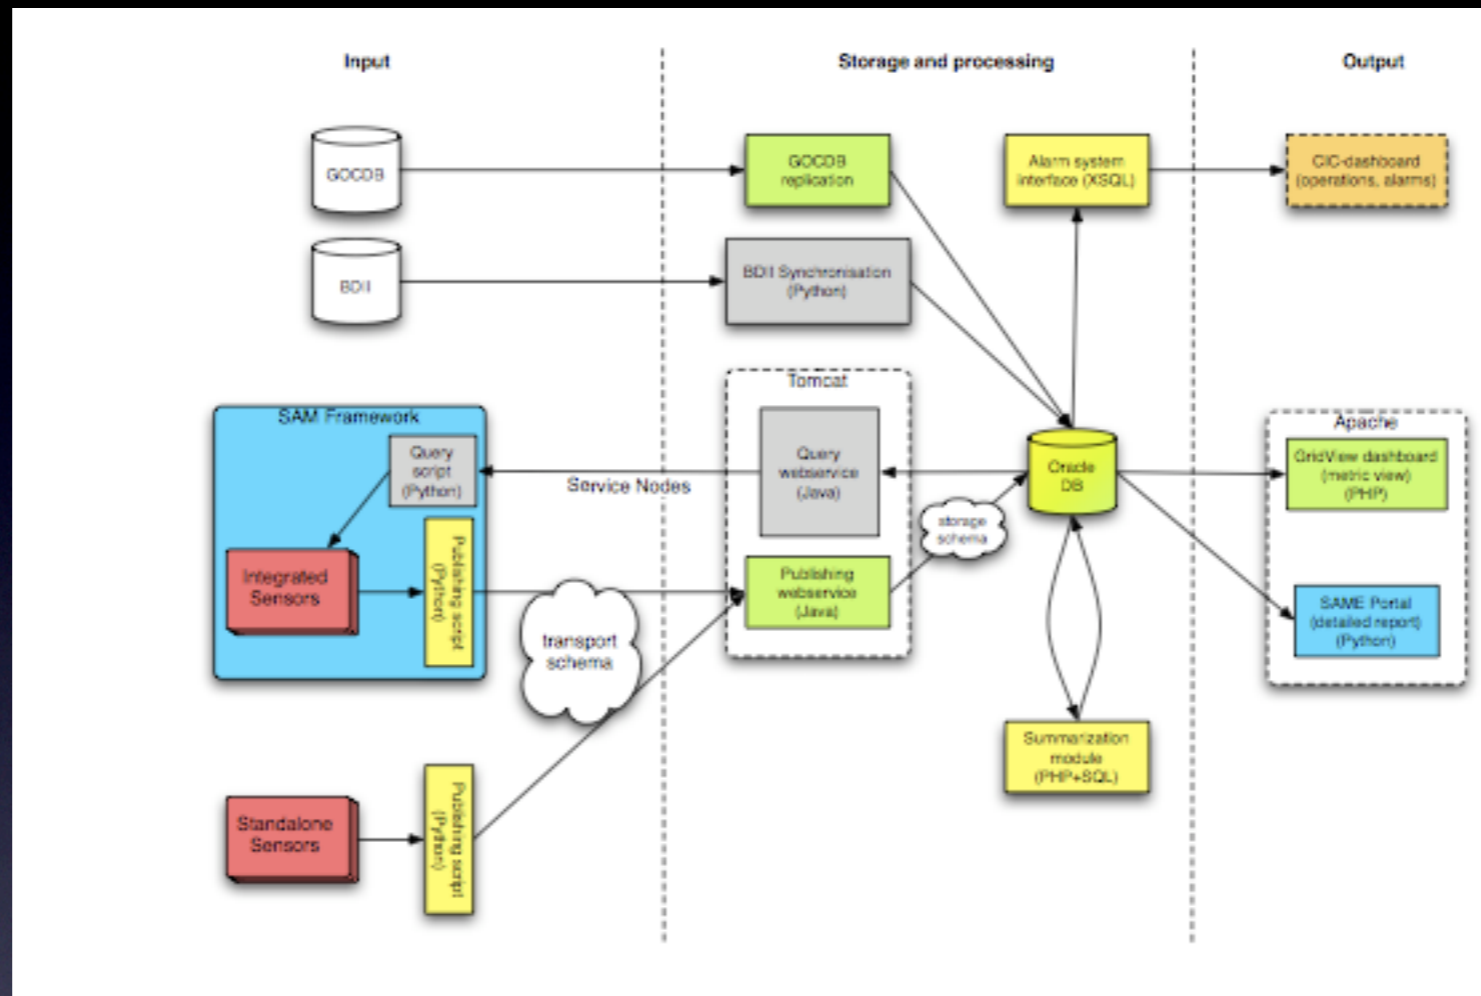 Input
Storage and processing
Output
GOCDB
GOCDB
replication
Alarm system
interface (XSQL)
CIC-dashboard
(operations, alarms)
BDII
BDII Synchronisation
(Python)
SAM Framework
Query
script
(Python)
Service Nodes
Tomcat
Query
webservice
(Java)
Oracle
DB
Apache
GridView dashboard
(metric view)
(PHP)
storage
schema
Integrated
Sensors
Publishing script
(Python)
transport
schema
Publishing
webservice
(Java)
SAME Portal
(detailed report)
(Python)
Summarization
module
(PHP+SQL)
Standalone
Sensors
Publishing script
(Python)